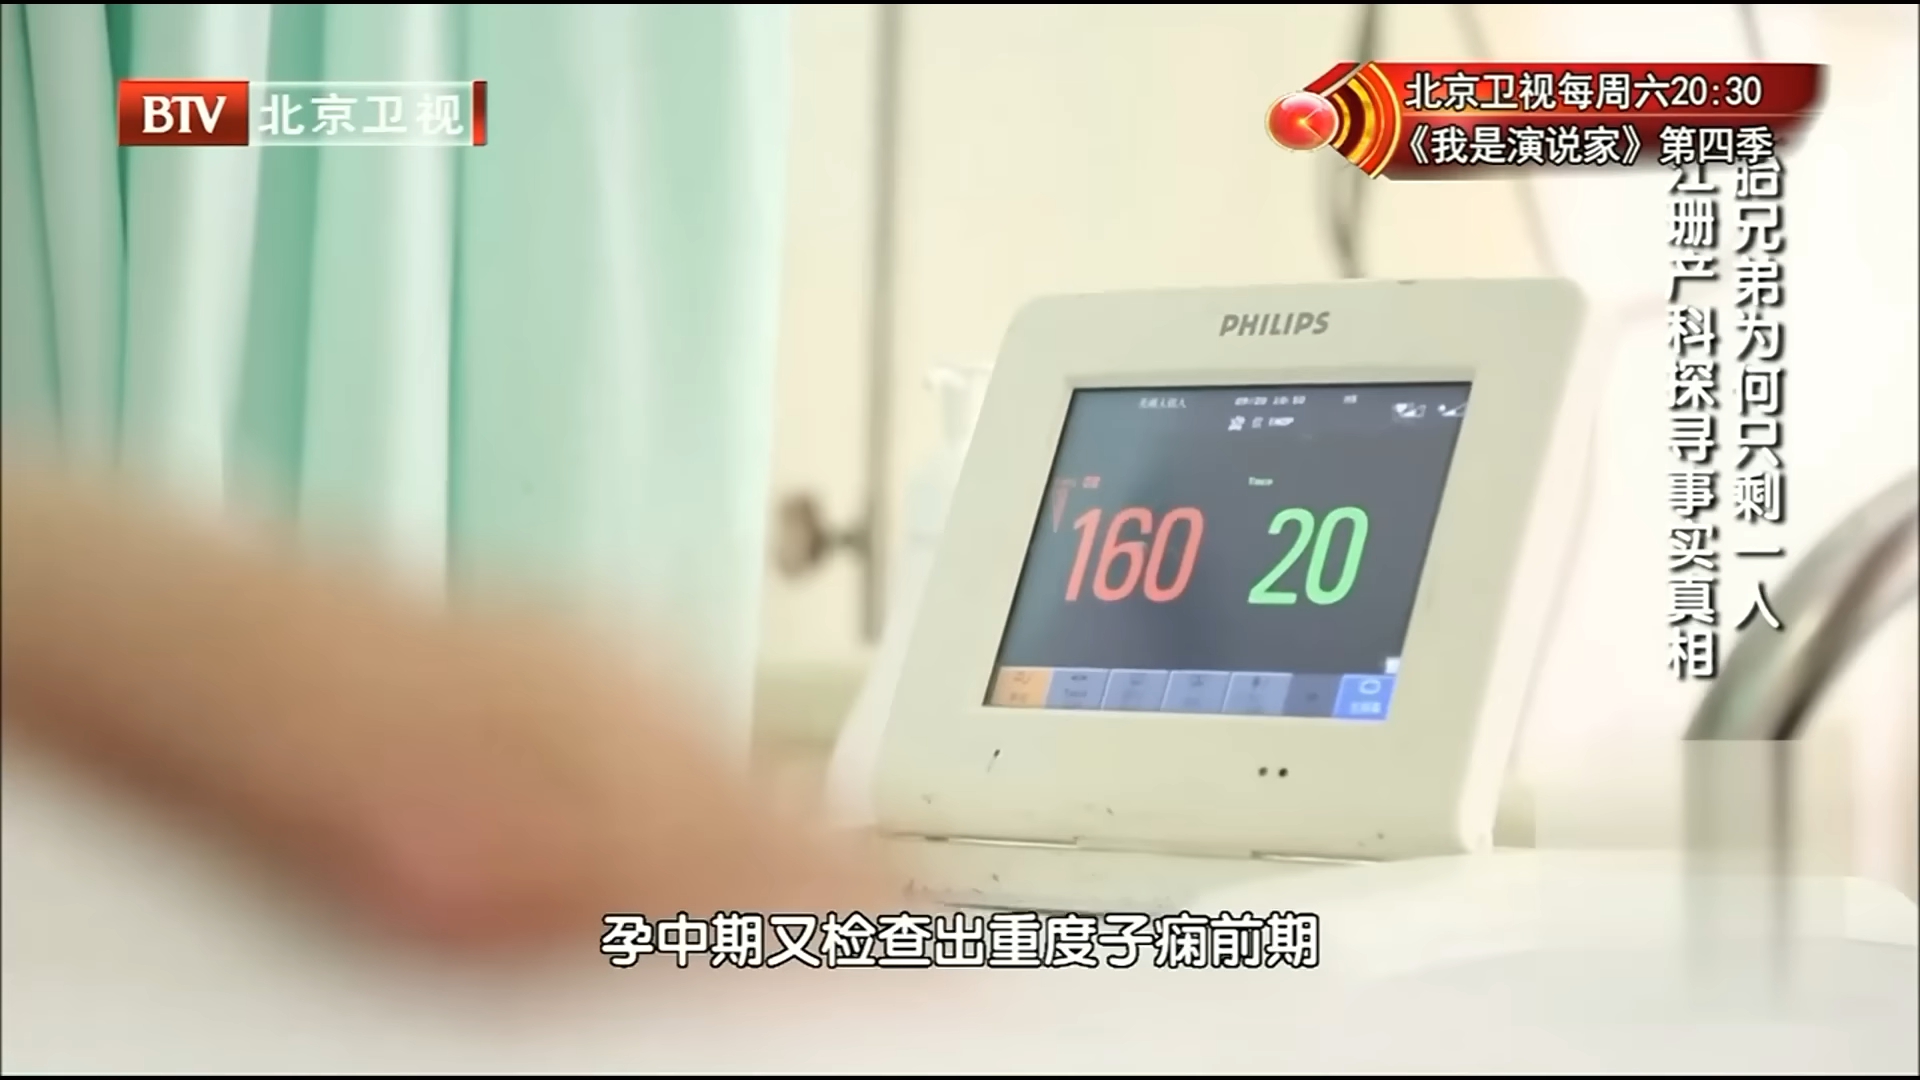 BTV 北京卫视
北京卫视每周六20:30
《我是演说家》第四季
胎兄弟为何只剩一人
江珊产科探寻事实真相
PHILIPS
160
20
孕中期又检查出重度子痫前期